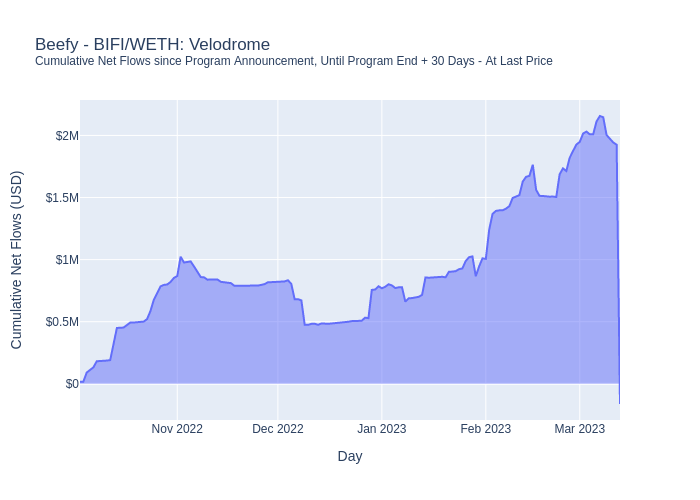 Beefy - BIFI/WETH: Velodrome
Cumulative Net Flows since Program Announcement, Until Program End + 30 Days - At Last Price
Cumulative Net Flows (USD)
$2M
$1.5M
$1M
$0.5M
$0
Nov 2022 Dec 2022 Jan 2023 Feb 2023 Mar 2023
Day